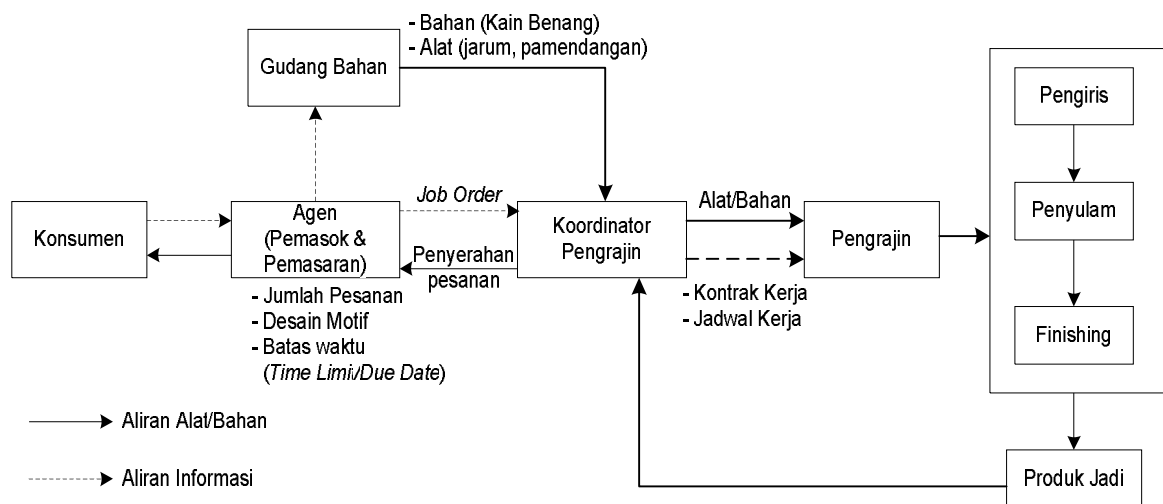 - Bahan (Kain Benang)
- Alat (jarum, pamendangan)
Gudang Bahan
Pengiris
Job Order
Alat/Bahan
Konsumen
Agen
(Pemasok &
Pemasaran)
Koordinator
Pengrajin
Pengrajin
Penyulam
Penyerahan
pesanan
- Jumlah Pesanan
- Desain Motif
- Batas waktu
(Time Limit/Due Date)
- Kontrak Kerja
- Jadwal Kerja
Finishing
Aliran Alat/Bahan
Aliran Informasi
Produk Jadi